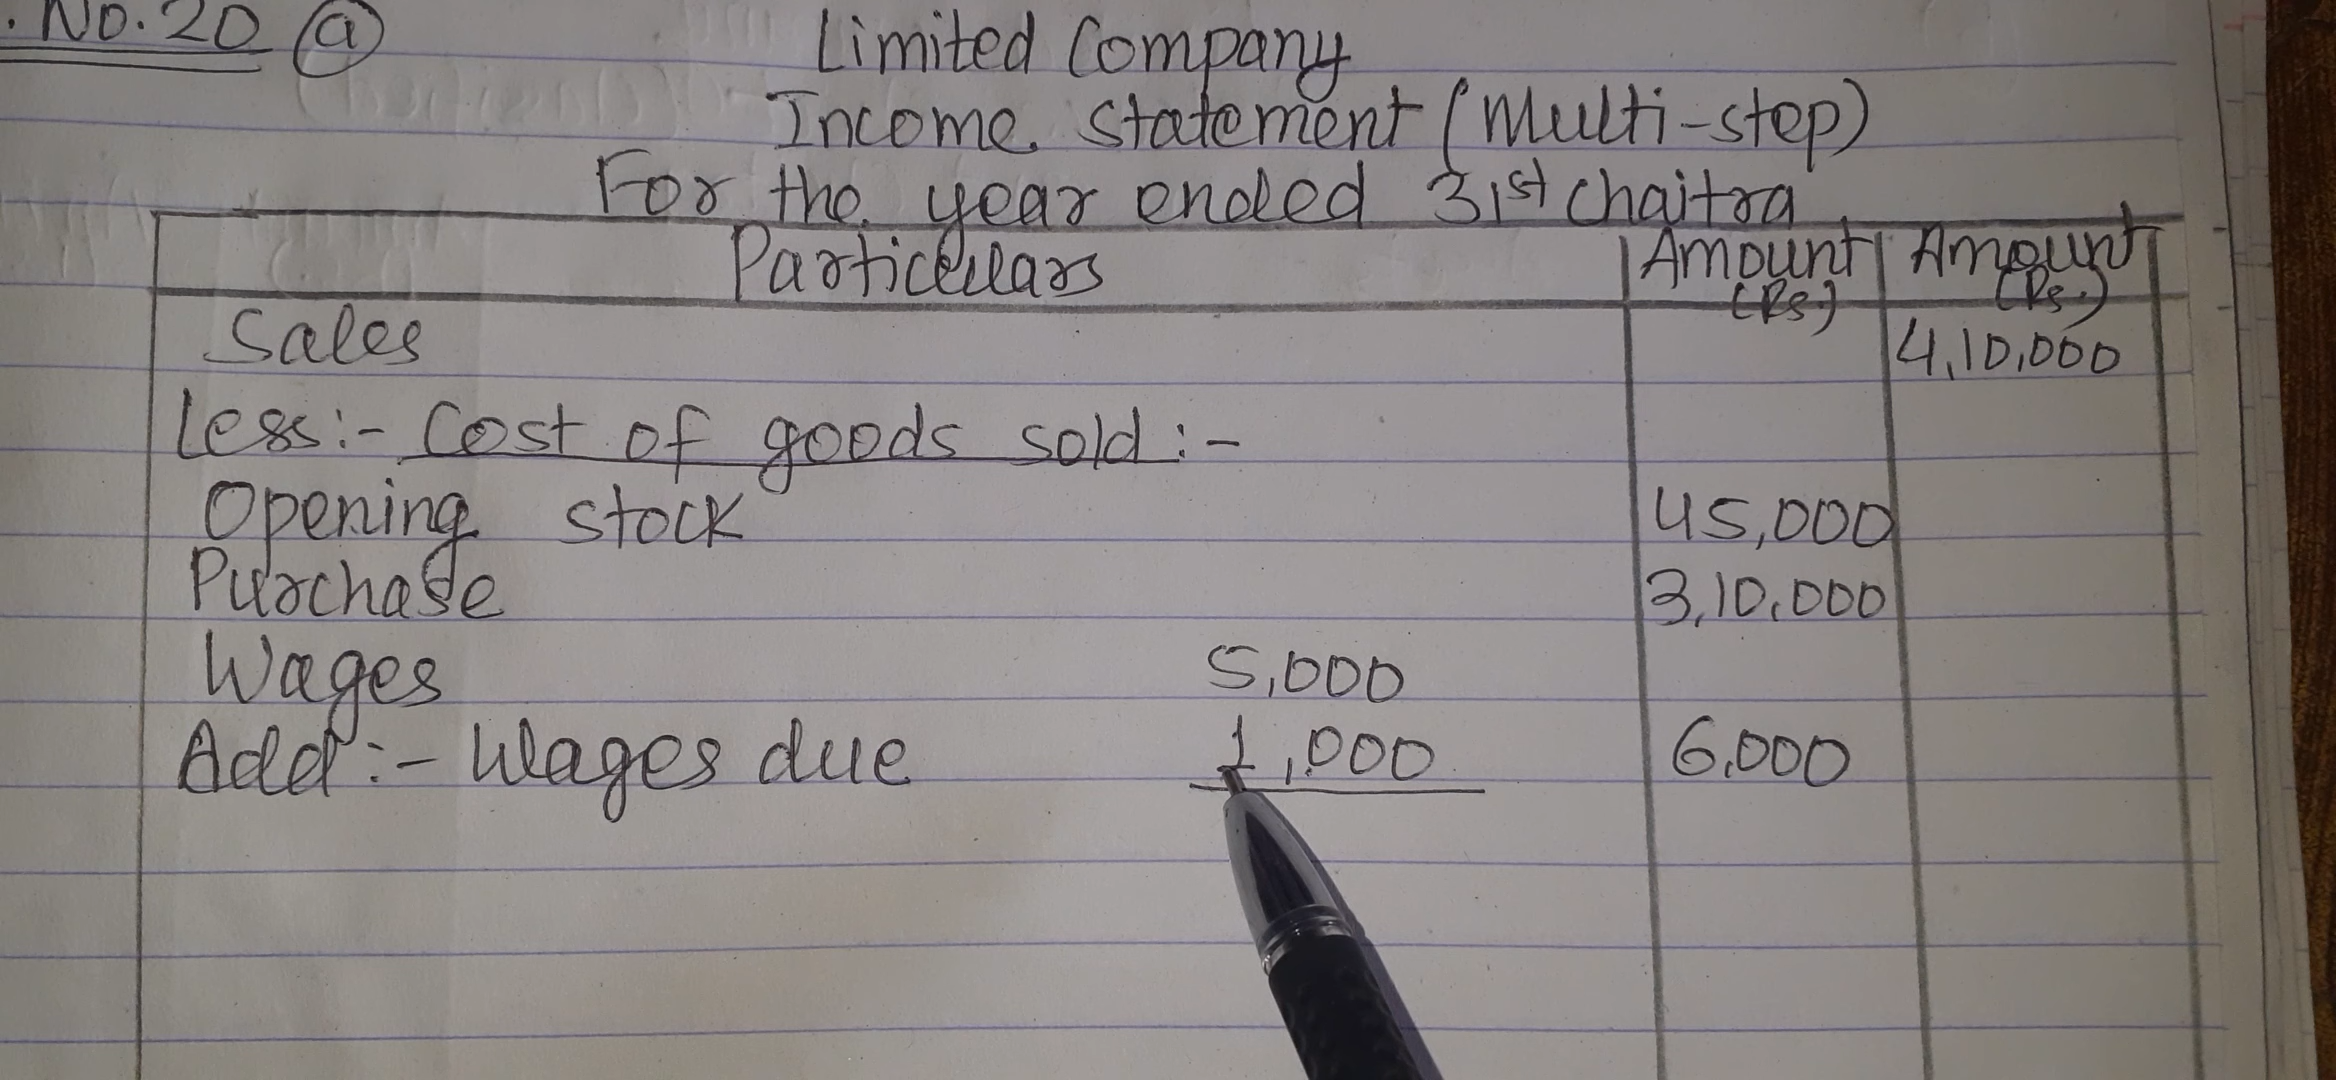 . No. 20 (a)
Limited Company
Income statement (Multi-step)
For the year ended 31st chaitra
Particulars Amount (Rs.) Amount (Rs.)
Sales 4,10,000
Less:- Cost of goods sold:-
Opening stock 45,000
Purchase 3,10,000
Wages 5,000
Add:- Wages due 1,000 6,000